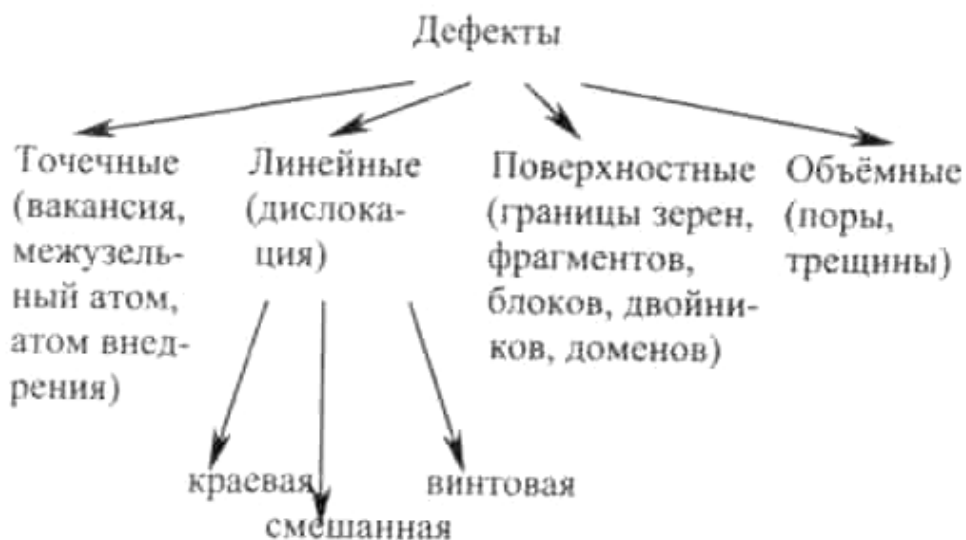 Дефекты
Точечные
(вакансия,
межузель-
ный атом,
атом внед-
рения)
Линейные
(дислока-
ция)
Поверхностные
(границы зерен,
фрагментов,
блоков, двойни-
ков, доменов)
Объёмные
(поры,
трещины)
краевая
смешанная
винтовая